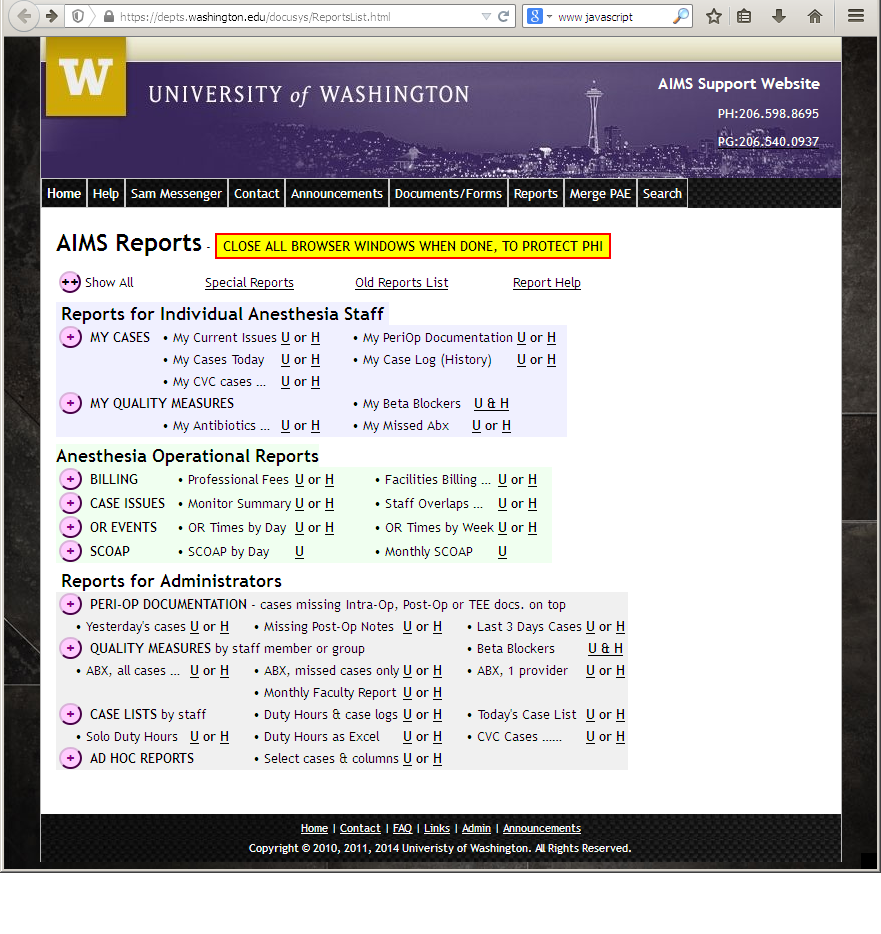 https://depts.washington.edu/docusys/ReportsList.html
8 www javascript
W
UNIVERSITY of WASHINGTON
AIMS Support Website
PH:206.598.8695
PG:206.540.0937
Home Help Sam Messenger Contact Announcements Documents/Forms Reports Merge PAE Search
AIMS Reports - CLOSE ALL BROWSER WINDOWS WHEN DONE, TO PROTECT PHI
++ Show All Special Reports Old Reports List Report Help
Reports for Individual Anesthesia Staff
+ MY CASES • My Current Issues U or H • My PeriOp Documentation U or H
• My Cases Today U or H • My Case Log (History) U or H
• My CVC cases ... U or H
+ MY QUALITY MEASURES • My Beta Blockers U & H
• My Antibiotics ... U or H • My Missed Abx U or H
Anesthesia Operational Reports
+ BILLING • Professional Fees U or H • Facilities Billing ... U or H
+ CASE ISSUES • Monitor Summary U or H • Staff Overlaps ... U or H
+ OR EVENTS • OR Times by Day U or H • OR Times by Week U or H
+ SCOAP • SCOAP by Day U • Monthly SCOAP U
Reports for Administrators
+ PERI-OP DOCUMENTATION - cases missing Intra-Op, Post-Op or TEE docs. on top
• Yesterday's cases U or H • Missing Post-Op Notes U or H • Last 3 Days Cases U or H
+ QUALITY MEASURES by staff member or group • Beta Blockers U & H
• ABX, all cases ... U or H • ABX, missed cases only U or H • ABX, 1 provider U or H
• Monthly Faculty Report U or H
+ CASE LISTS by staff • Duty Hours & case logs U or H • Today's Case List U or H
• Solo Duty Hours U or H • Duty Hours as Excel U or H • CVC Cases ...... U or H
+ AD HOC REPORTS • Select cases & columns U or H
Home | Contact | FAQ | Links | Admin | Announcements
Copyright © 2010, 2011, 2014 Univeristy of Washington. All Rights Reserved.